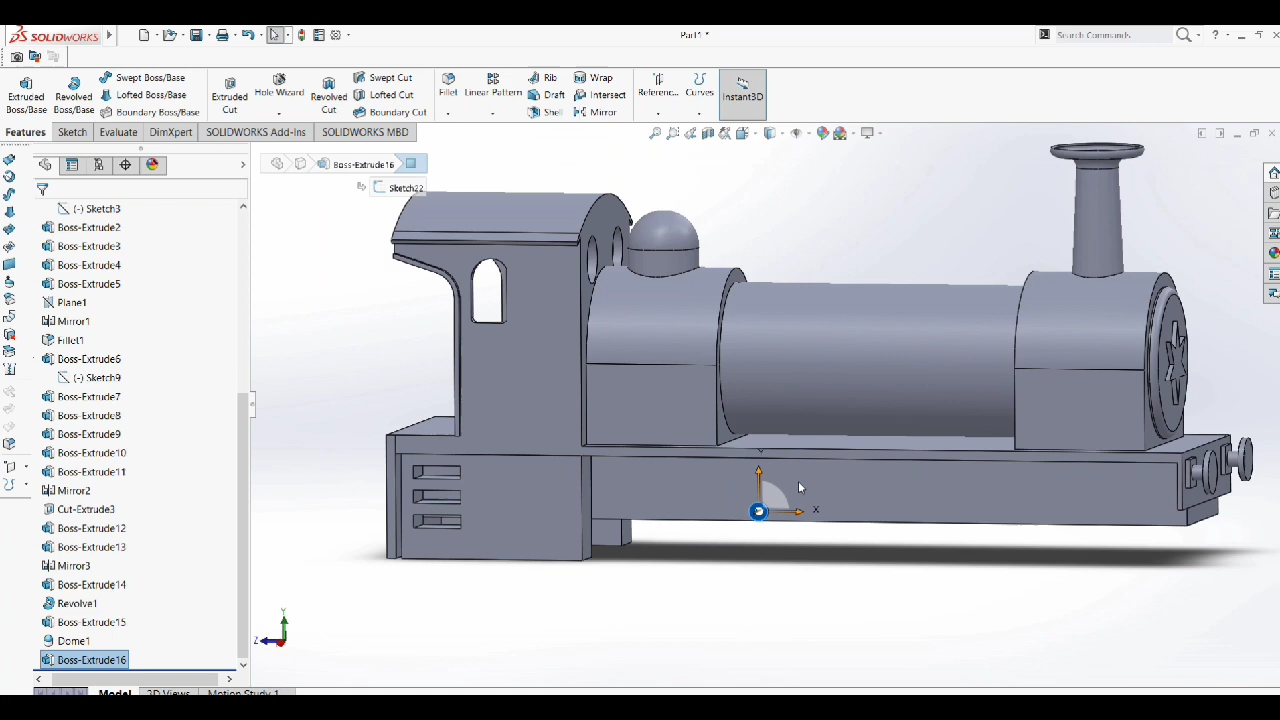 SOLIDWORKS
Part1 *
Search Commands
Extruded Boss/Base
Revolved Boss/Base
Swept Boss/Base
Lofted Boss/Base
Boundary Boss/Base
Extruded Cut
Hole Wizard
Revolved Cut
Swept Cut
Lofted Cut
Boundary Cut
Fillet
Linear Pattern
Rib
Draft
Shell
Wrap
Intersect
Mirror
Referenc...
Curves
Instant3D
Features
Sketch
Evaluate
DimXpert
SOLIDWORKS Add-Ins
SOLIDWORKS MBD
Boss-Extrude16
Sketch22
(-) Sketch3
Boss-Extrude2
Boss-Extrude3
Boss-Extrude4
Boss-Extrude5
Plane1
Mirror1
Fillet1
Boss-Extrude6
(-) Sketch9
Boss-Extrude7
Boss-Extrude8
Boss-Extrude9
Boss-Extrude10
Boss-Extrude11
Mirror2
Cut-Extrude3
Boss-Extrude12
Boss-Extrude13
Mirror3
Boss-Extrude14
Revolve1
Boss-Extrude15
Dome1
Boss-Extrude16
Y
X
Y
Z
Model
3D Views
Motion Study 1